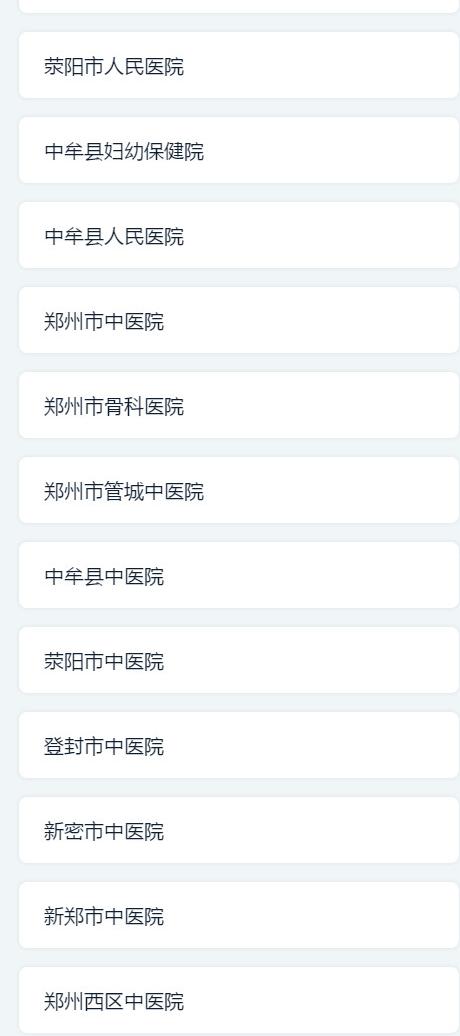 荥阳市人民医院
中牟县妇幼保健院
中牟县人民医院
郑州市中医院
郑州市骨科医院
郑州市管城中医院
中牟县中医院
荥阳市中医院
登封市中医院
新密市中医院
新郑市中医院
郑州西区中医院